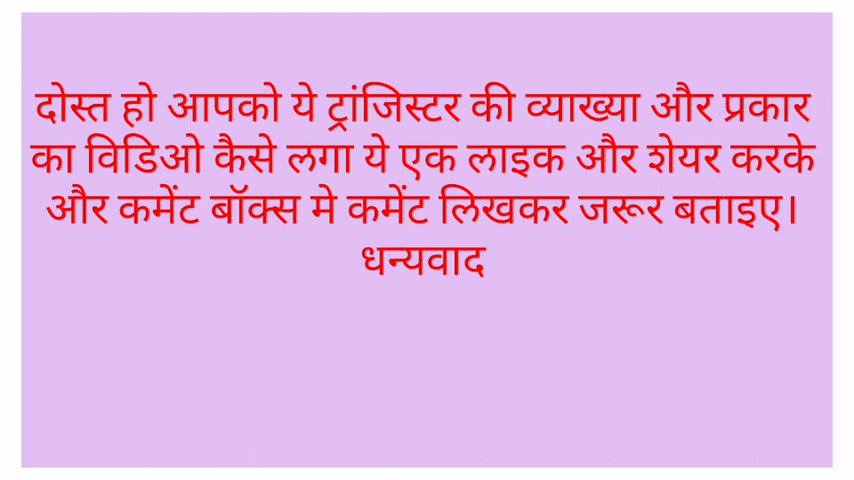 दोस्त हो आपको ये ट्रांजिस्टर की व्याख्या और प्रकार
का विडिओ कैसे लगा ये एक लाइक और शेयर करके
और कमेंट बॉक्स मे कमेंट लिखकर जरूर बताइए।
धन्यवाद